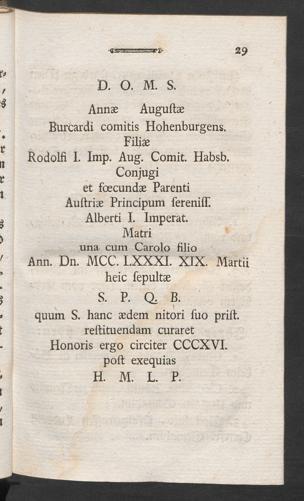 29
D. O. M. S.
Annæ Auguſtæ
Burcardi comitis Hohenburgens.
Filiæ
Rodolfi I. Imp. Aug. Comit. Habsb.
Conjugi
et fœcundæ Parenti
Auſtriæ Principum ſereniſſ.
Alberti I. Imperat.
Matri
una cum Carolo filio
Ann. Dn. MCC. LXXXI. XIX. Martii
heic ſepultæ
S. P. Q. B.
quum S. hanc ædem nitori ſuo priſt.
reſtituendam curaret
Honoris ergo circiter CCCXVI.
poſt exequias
H. M. L. P.